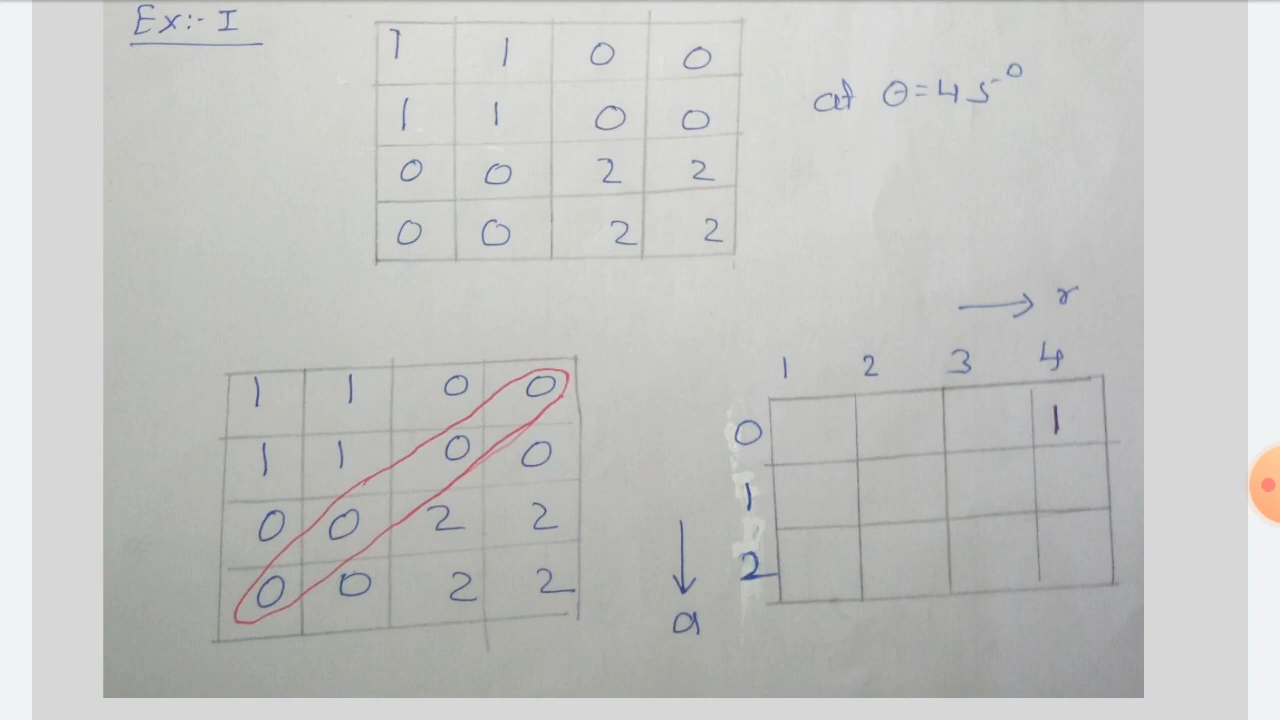 Ex:- I
1 1 0 0
at θ=45°
1 1 0 0
0 0 2 2
0 0 2 2
→ r
1 2 3 4
1 1 0 0
0 1
1 1 0 0
1
0 0 2 2
2
0 0 2 2
↓
a